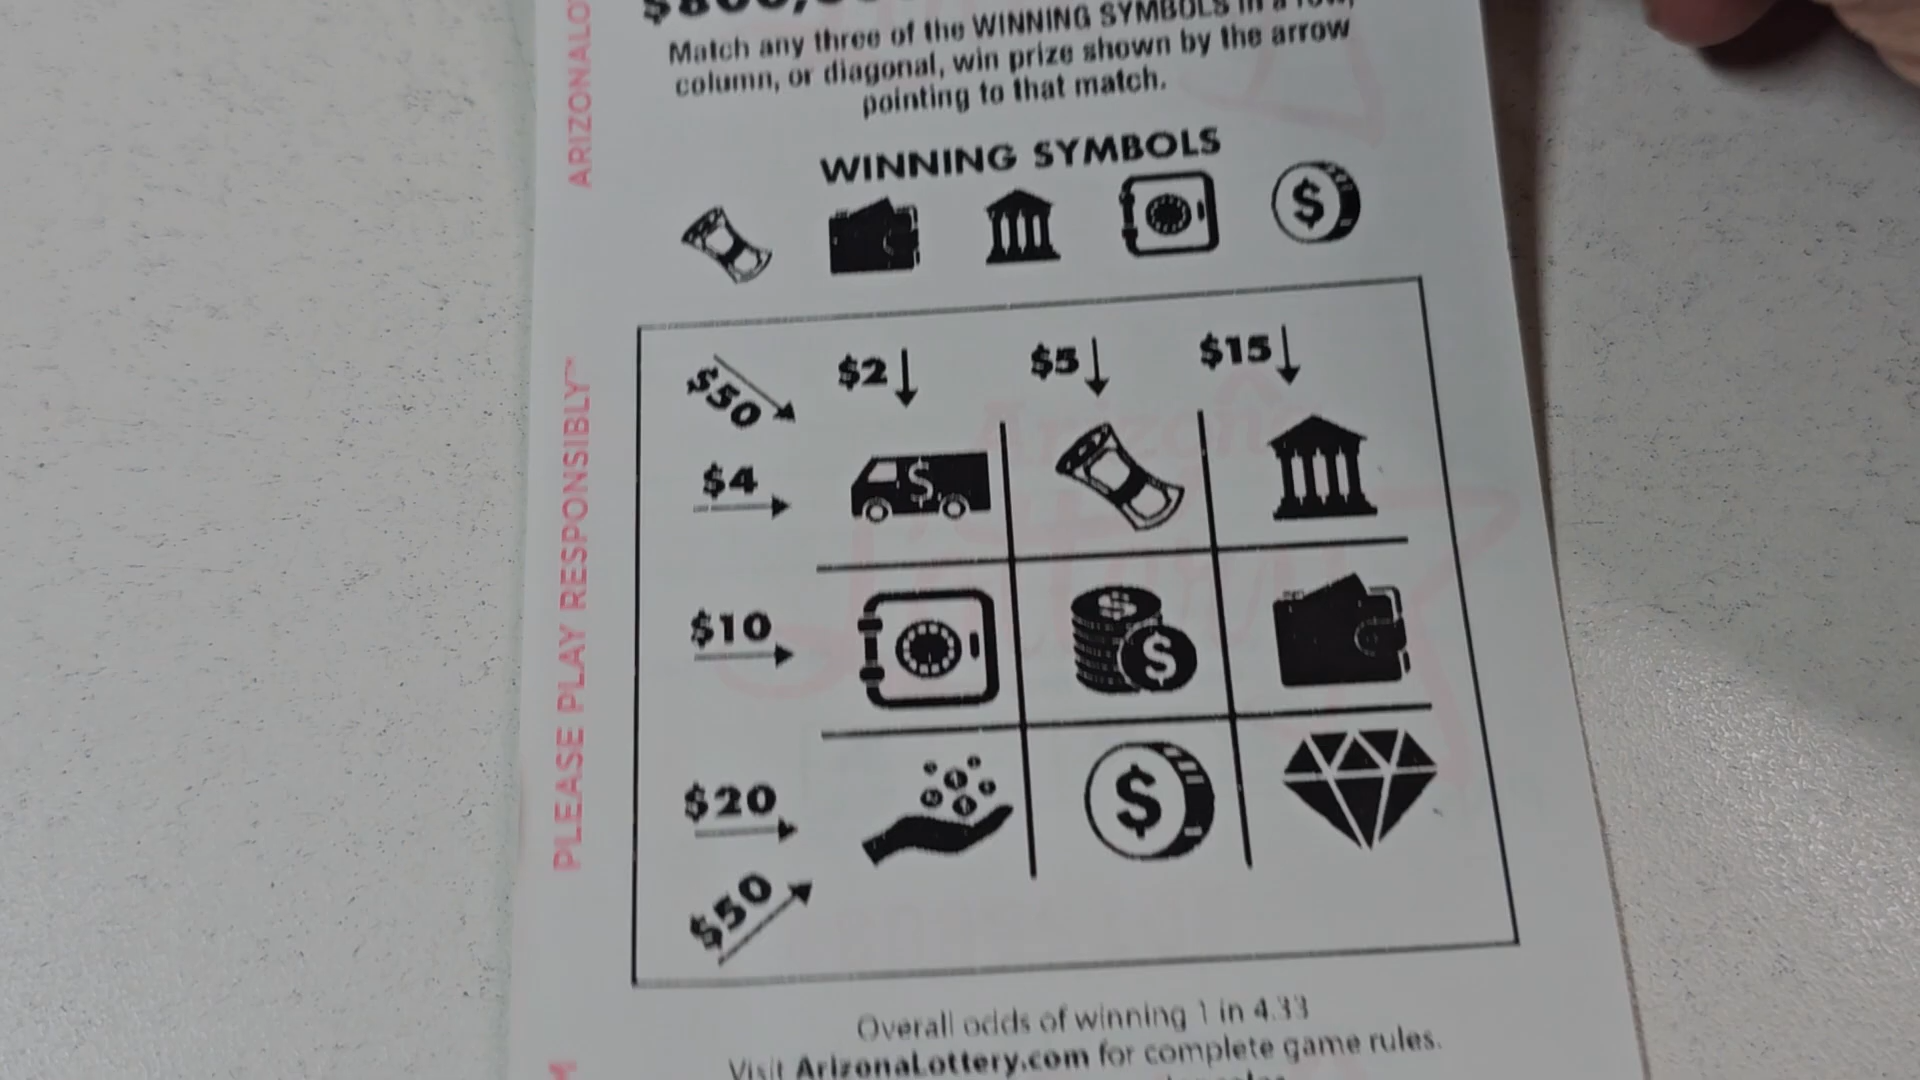 ARIZONALO
Match any three of the WINNING SYMBOLS in a row,
column, or diagonal, win prize shown by the arrow
pointing to that match.
WINNING SYMBOLS
$
PLEASE PLAY RESPONSIBLY™
$50 $2 $5 $15
$4 $
$10 $ $
$20 $
$50
Overall odds of winning 1 in 4.33
Visit ArizonaLottery.com for complete game rules.